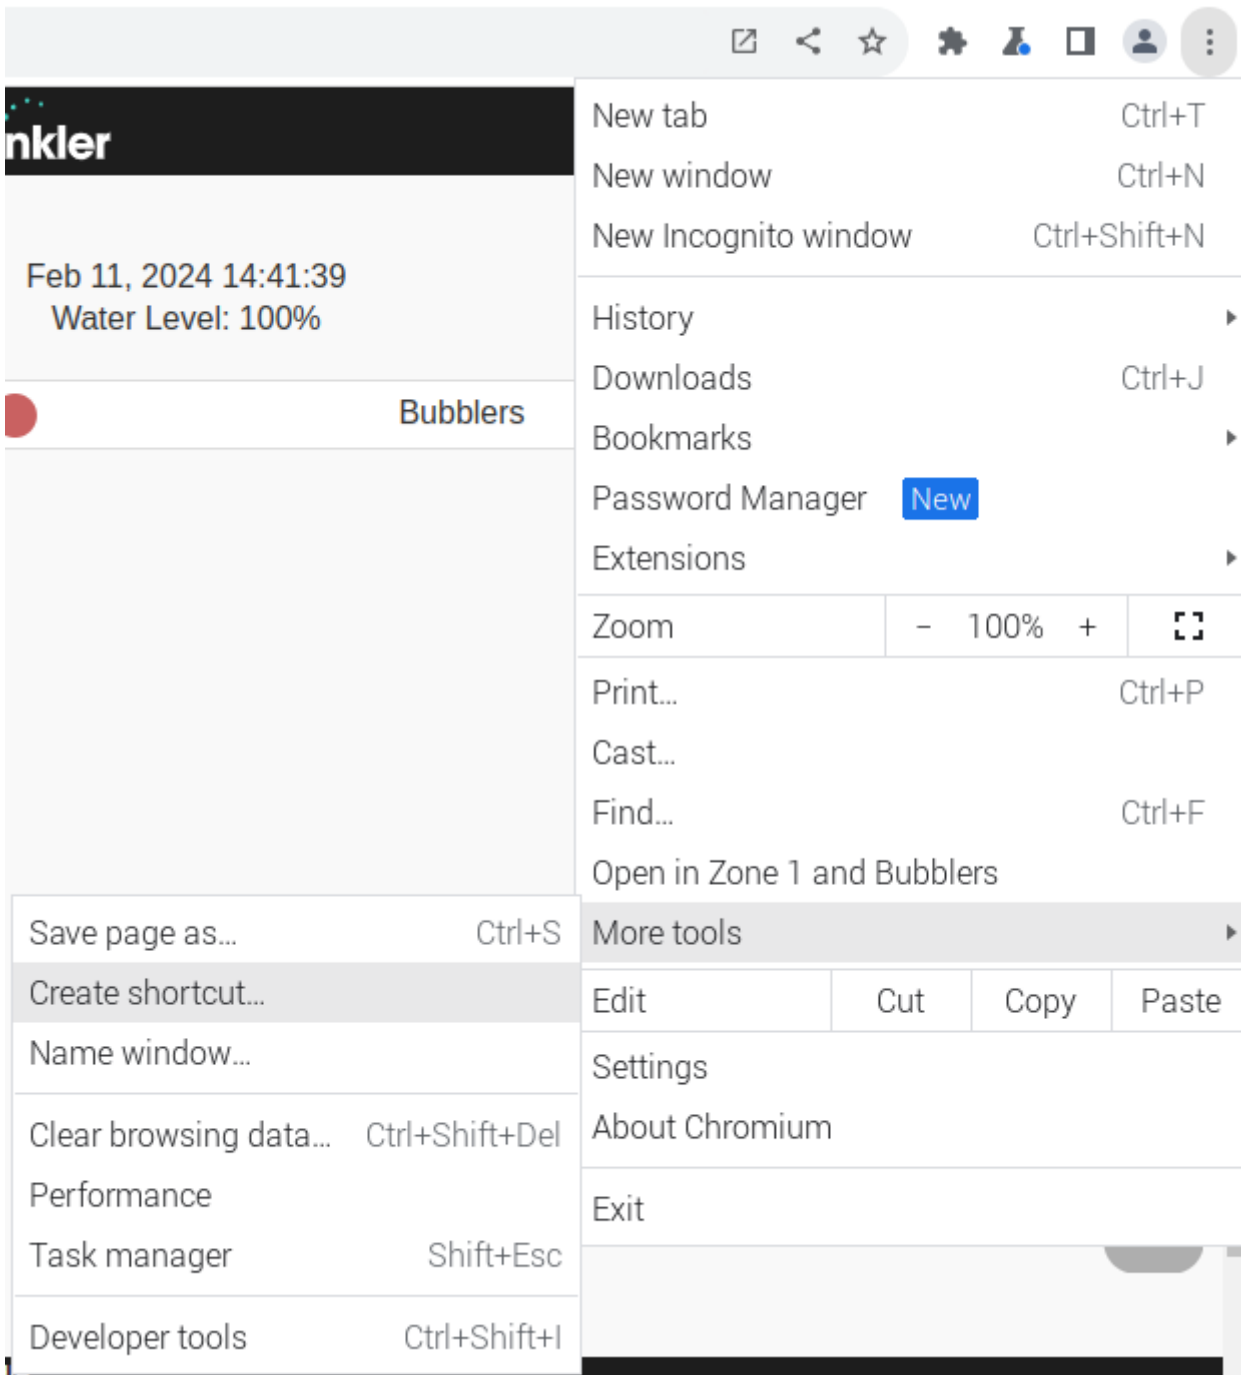 nkler
Feb 11, 2024 14:41:39
Water Level: 100%
Bubblers
New tab Ctrl+T
New window Ctrl+N
New Incognito window Ctrl+Shift+N
History
Downloads Ctrl+J
Bookmarks
Password Manager New
Extensions
Zoom - 100% +
Print... Ctrl+P
Cast...
Find... Ctrl+F
Open in Zone 1 and Bubblers
More tools
Edit Cut Copy Paste
Settings
About Chromium
Exit
Save page as... Ctrl+S
Create shortcut...
Name window...
Clear browsing data... Ctrl+Shift+Del
Performance
Task manager Shift+Esc
Developer tools Ctrl+Shift+I